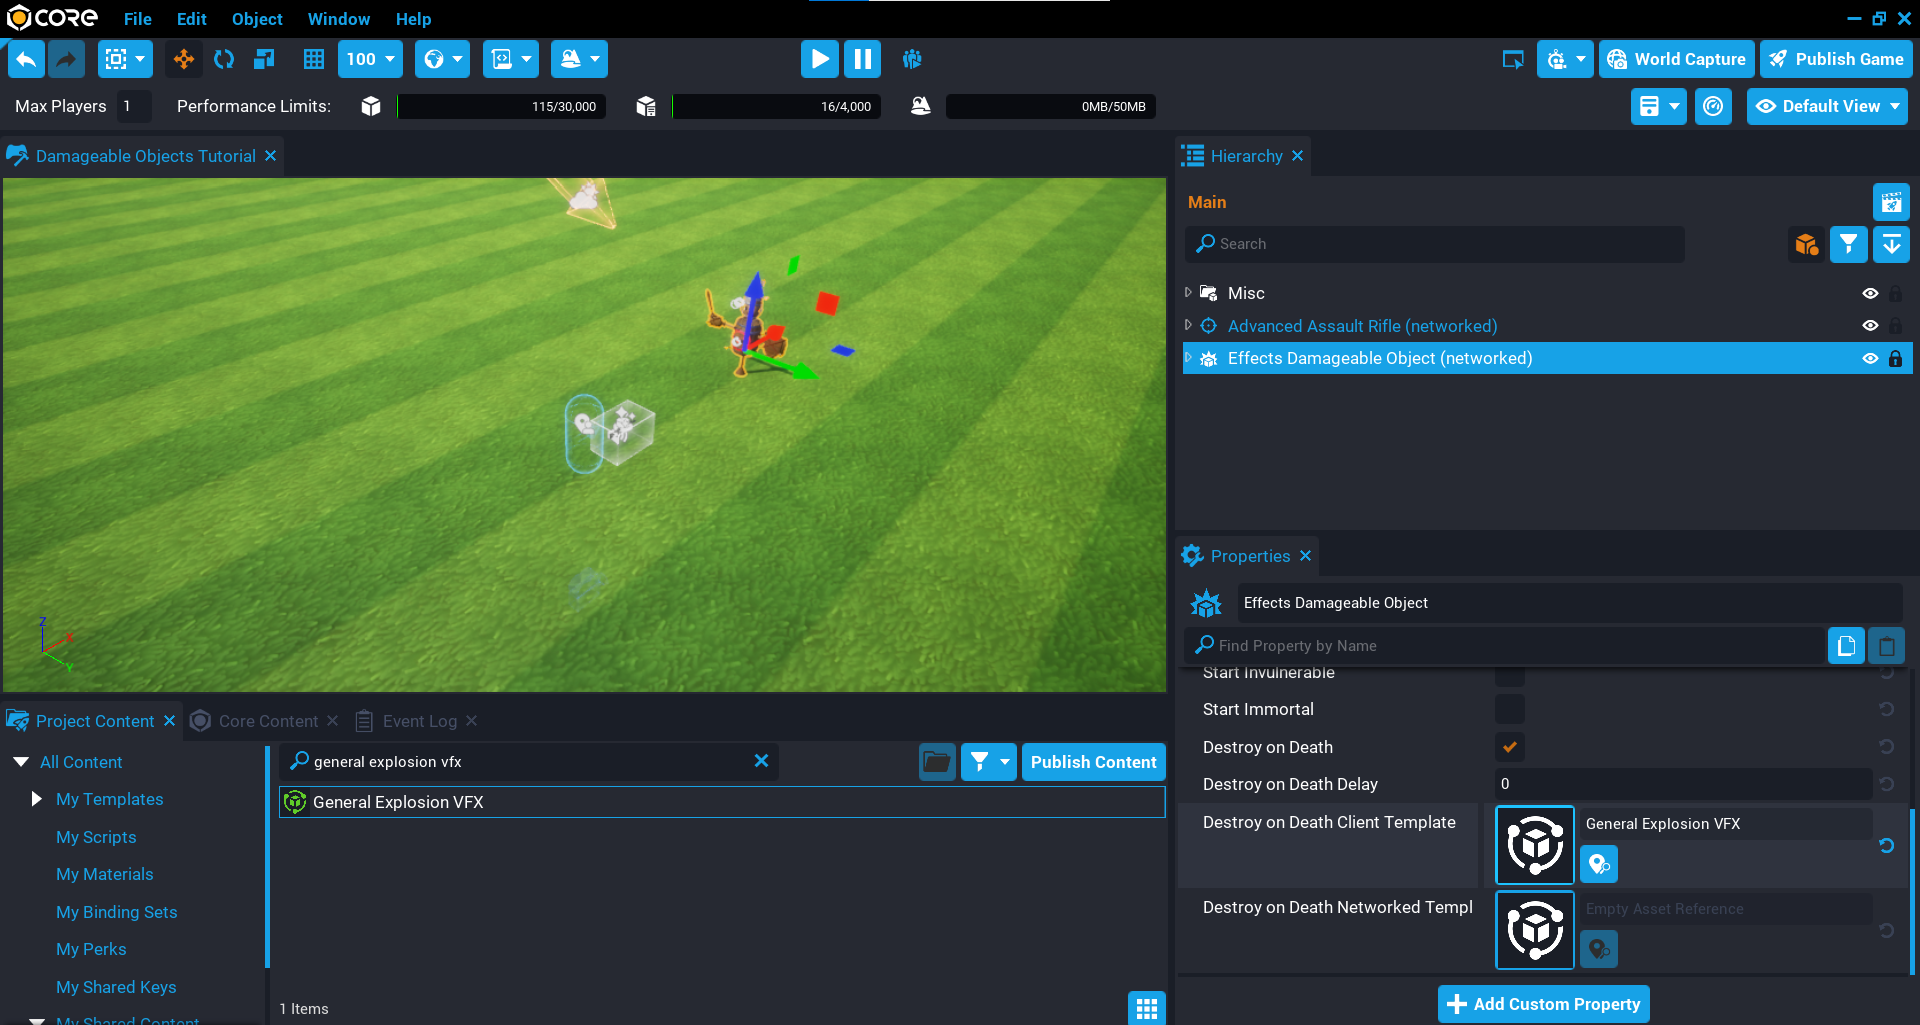 CORE
File Edit Object Window Help
100
World Capture
Publish Game
Max Players 1 Performance Limits: 115/30,000 16/4,000 0MB/50MB
Default View
Damageable Objects Tutorial
Hierarchy
Main
Search
Misc
Advanced Assault Rifle (networked)
Effects Damageable Object (networked)
Z
X
Y
Properties
Effects Damageable Object
Find Property by Name
Start Invulnerable
Start Immortal
Destroy on Death
Destroy on Death Delay 0
Destroy on Death Client Template General Explosion VFX
Destroy on Death Networked Templ Empty Asset Reference
Add Custom Property
Project Content Core Content Event Log
All Content
My Templates
My Scripts
My Materials
My Binding Sets
My Perks
My Shared Keys
My Shared Content
general explosion vfx
Publish Content
General Explosion VFX
1 Items